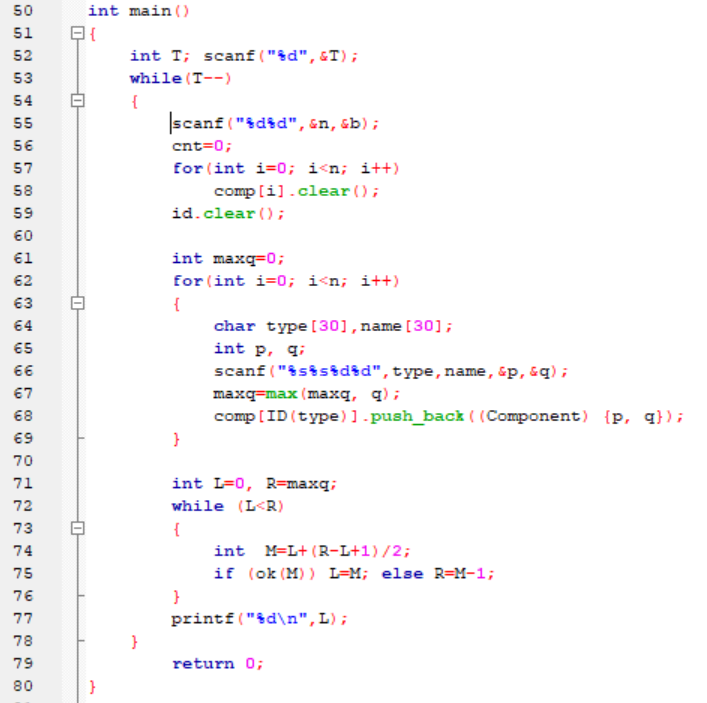 50 int main()
51 {
52 int T; scanf("%d",&T);
53 while(T--)
54 {
55 scanf("%d%d",&n,&b);
56 cnt=0;
57 for(int i=0; i<n; i++)
58 comp[i].clear();
59 id.clear();
60
61 int maxq=0;
62 for(int i=0; i<n; i++)
63 {
64 char type[30],name[30];
65 int p, q;
66 scanf("%s%s%d%d",type,name,&p,&q);
67 maxq=max(maxq, q);
68 comp[ID(type)].push_back((Component) {p, q});
69 }
70
71 int L=0, R=maxq;
72 while (L<R)
73 {
74 int  M=L+(R-L+1)/2;
75 if (ok(M)) L=M; else R=M-1;
76 }
77 printf("%d\n",L);
78 }
79 return 0;
80 }